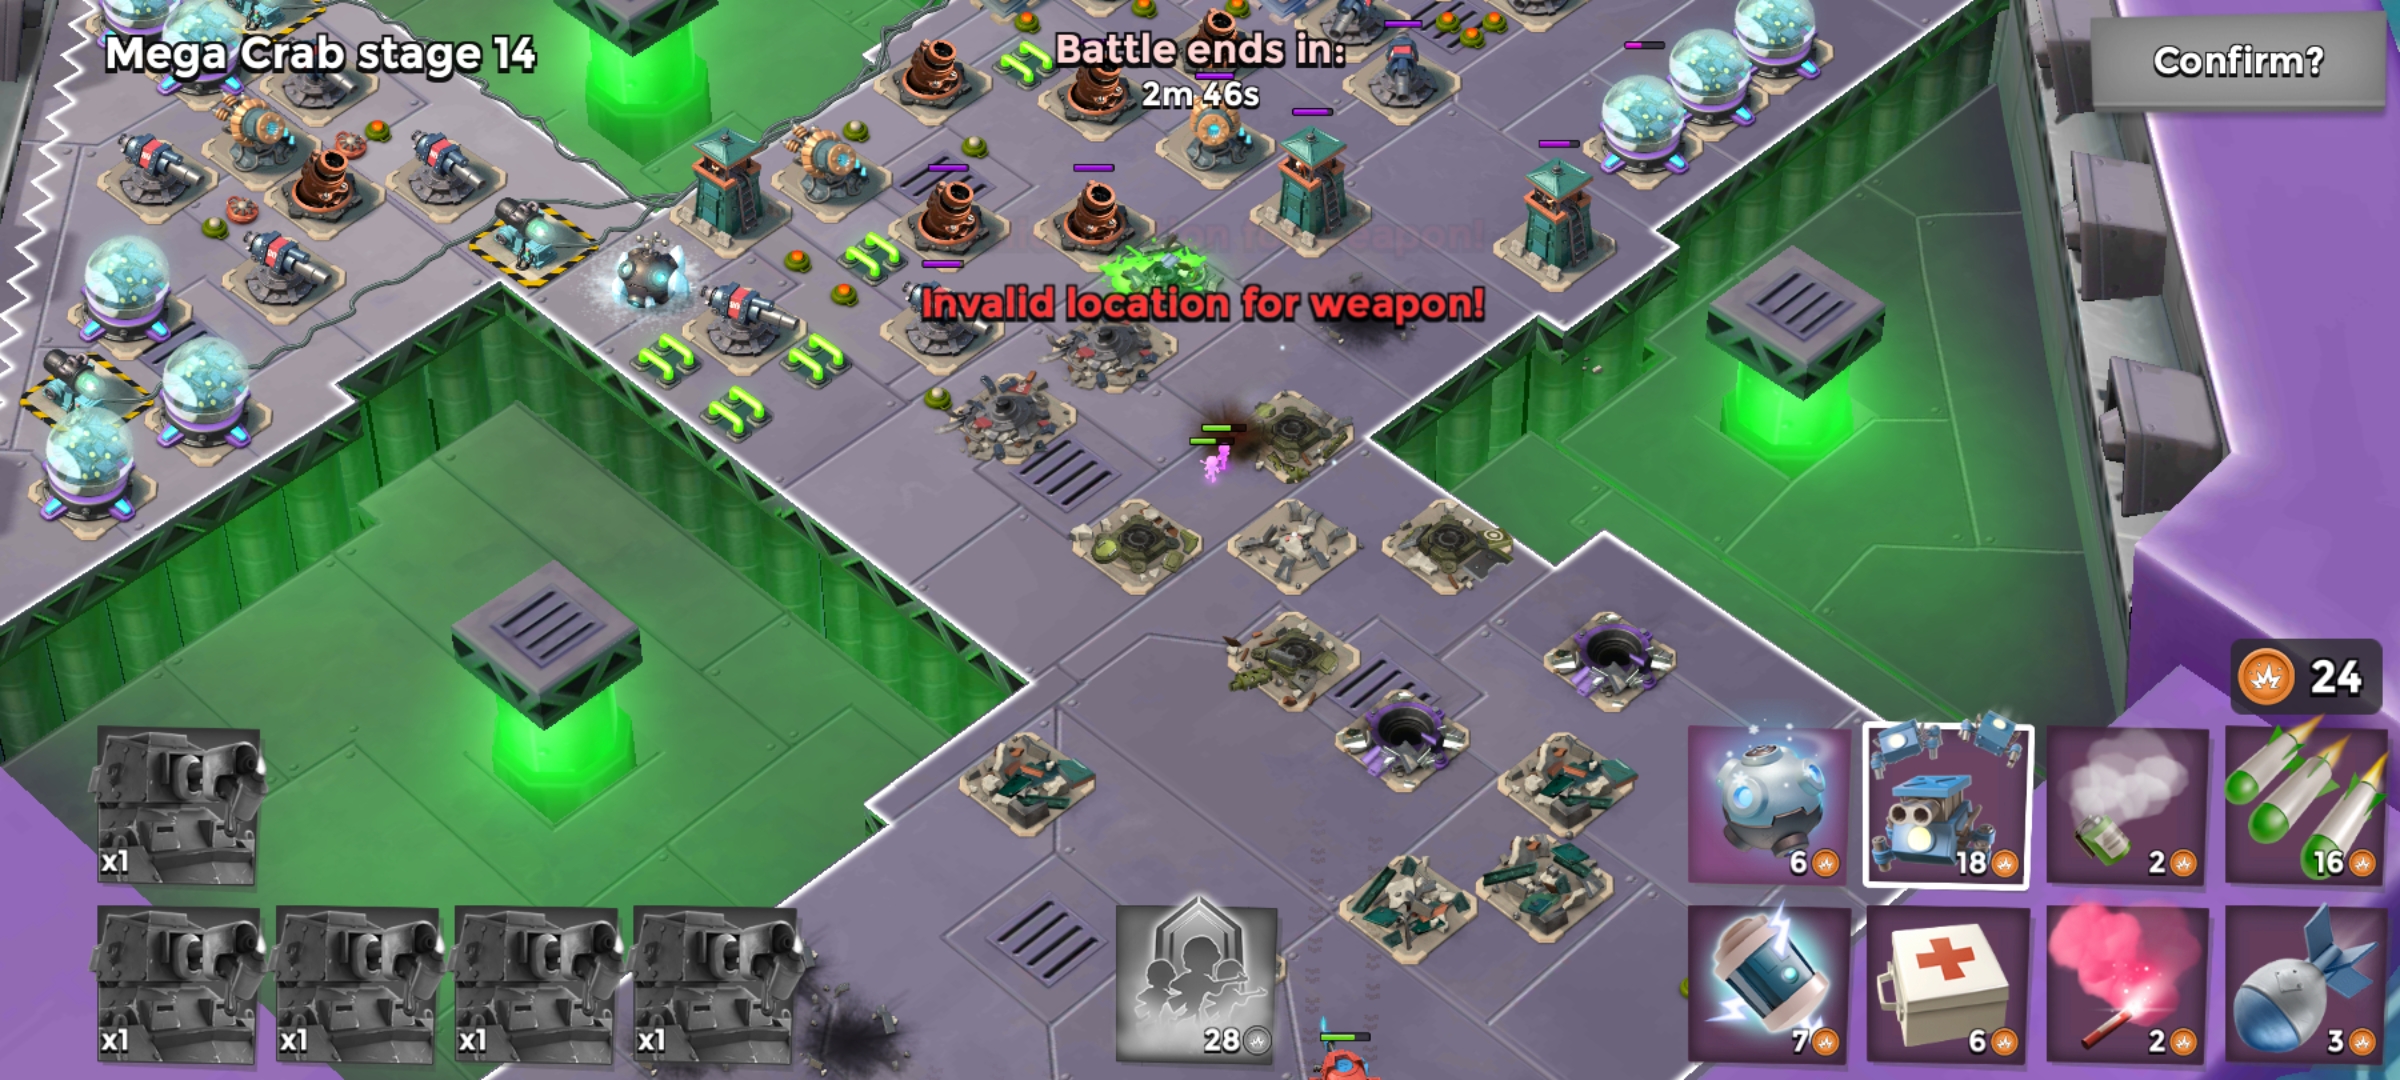 Mega Crab stage 14
Battle ends in:
2m 46s
Confirm?
Invalid location for weapon!
24
x1
6
18
2
16
x1
x1
x1
x1
28
7
6
2
3